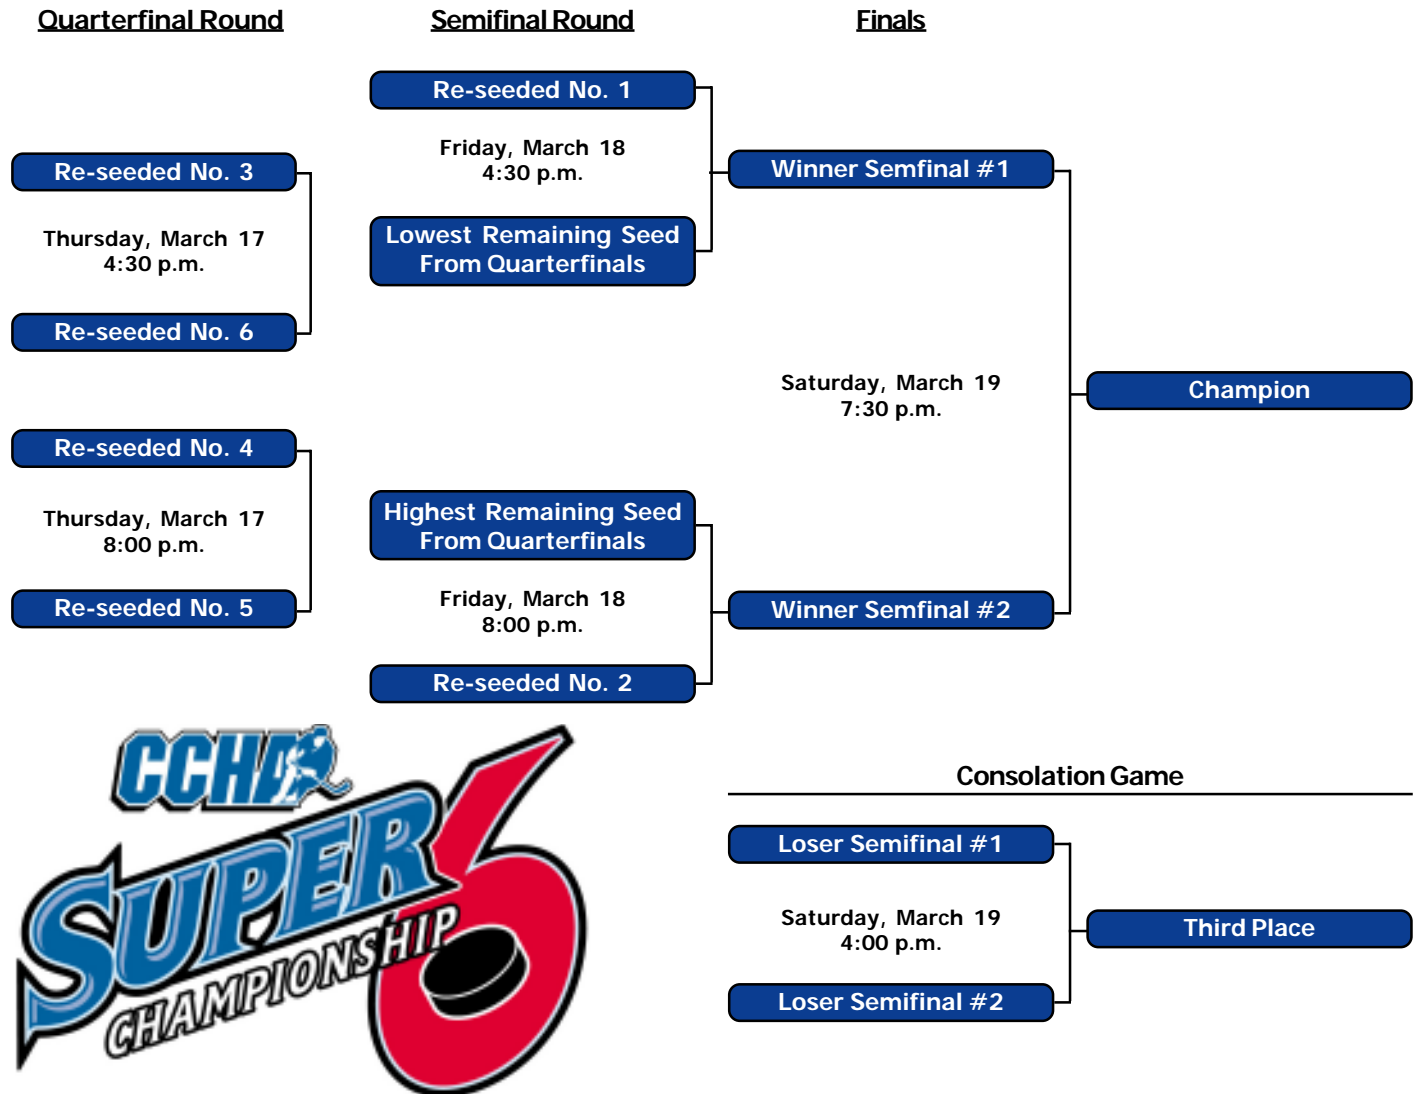 Quarterfinal Round
Semifinal Round
Finals
Re-seeded No. 3
Thursday, March 17
4:30 p.m.
Re-seeded No. 6
Re-seeded No. 4
Thursday, March 17
8:00 p.m.
Re-seeded No. 5
Re-seeded No. 1
Friday, March 18
4:30 p.m.
Lowest Remaining Seed
From Quarterfinals
Highest Remaining Seed
From Quarterfinals
Friday, March 18
8:00 p.m.
Re-seeded No. 2
Winner Semfinal #1
Saturday, March 19
7:30 p.m.
Winner Semfinal #2
Champion
CCHA
SUPER 6
CHAMPIONSHIP
Consolation Game
Loser Semifinal #1
Saturday, March 19
4:00 p.m.
Loser Semifinal #2
Third Place